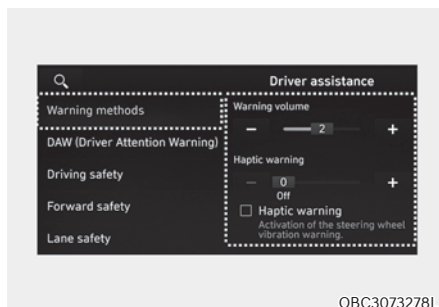 Driver assistance
Warning methods
DAW (Driver Attention Warning)
Driving safety
Forward safety
Lane safety
Warning volume
− 2 +
Haptic warning
− 0 +
Off
Haptic warning
Activation of the steering wheel
vibration warning.
OBC3073278L